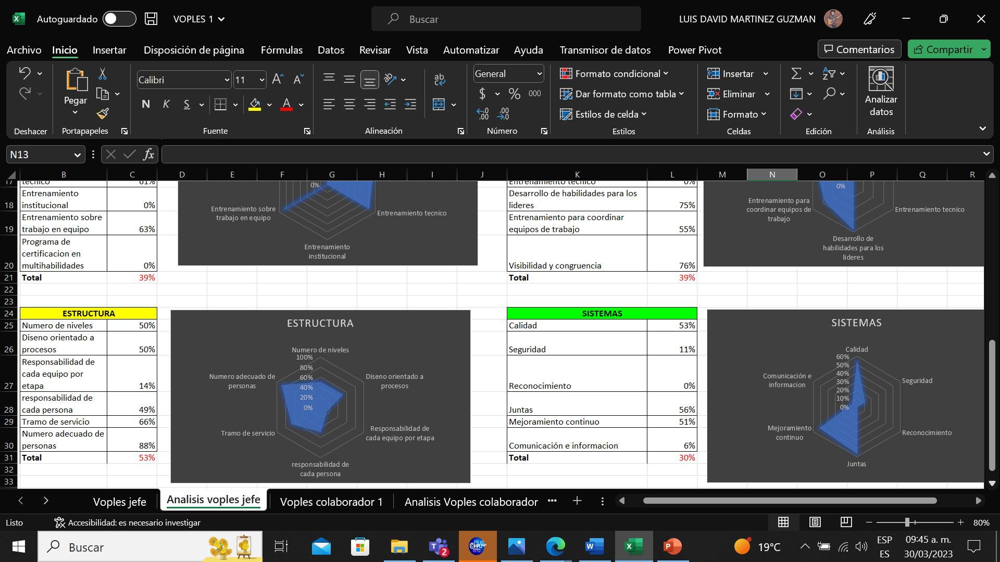 Autoguardado
VOPLES 1
Buscar
LUIS DAVID MARTINEZ GUZMAN
Archivo Inicio Insertar Disposición de página Fórmulas Datos Revisar Vista Automatizar Ayuda Transmisor de datos Power Pivot
Comentarios
Compartir
Deshacer
Pegar
Portapapeles
Calibri
11
N K S
Fuente
Alineación
General
$ % 000
Número
Formato condicional
Dar formato como tabla
Estilos de celda
Estilos
Insertar
Eliminar
Formato
Celdas
Edición
Analizar
datos
Análisis
N13
fx
B C D E F G H I J K L M N O P Q R
17 tecnico 61%
Entrenamiento tecnico 0%
18 Entrenamiento
institucional 0%
Desarrollo de habilidades para los
lideres 75%
19 Entrenamiento sobre
trabajo en equipo 63%
Entrenamiento para coordinar
equipos de trabajo 55%
20 Programa de
certificacion en
multihabilidades 0%
Visibilidad y congruencia 76%
21 Total 39%
Total 39%
22
23
0%
Entrenamiento sobre
trabajo en equipo
Entrenamiento tecnico
Entrenamiento
institucional
0%
Entrenamiento para
coordinar equipos de
trabajo
Entrenamiento tecnico
Desarrollo de
habilidades para los
lideres
24 ESTRUCTURA
25 Numero de niveles 50%
26 Diseno orientado a
procesos 50%
27 Responsabilidad de
cada equipo por
etapa 14%
28 responsabilidad de
cada persona 49%
29 Tramo de servicio 66%
30 Numero adecuado de
personas 88%
31 Total 53%
32
33
ESTRUCTURA
Numero de niveles
100%
80%
60%
40%
20%
0%
Numero adecuado de
personas
Diseno orientado a
procesos
Tramo de servicio
Responsabilidad de
cada equipo por etapa
responsabilidad de
cada persona
SISTEMAS
Calidad 53%
Seguridad 11%
Reconocimiento 0%
Juntas 56%
Mejoramiento continuo 51%
Comunicación e informacion 6%
Total 30%
SISTEMAS
Calidad
60%
50%
40%
30%
20%
10%
0%
Comunicación e
informacion
Seguridad
Mejoramiento
continuo
Reconocimiento
Juntas
Voples jefe
Analisis voples jefe
Voples colaborador 1
Analisis Voples colaborador
Listo
Accesibilidad: es necesario investigar
80%
Buscar
19°C
ESP
ES
09:45 a. m.
30/03/2023